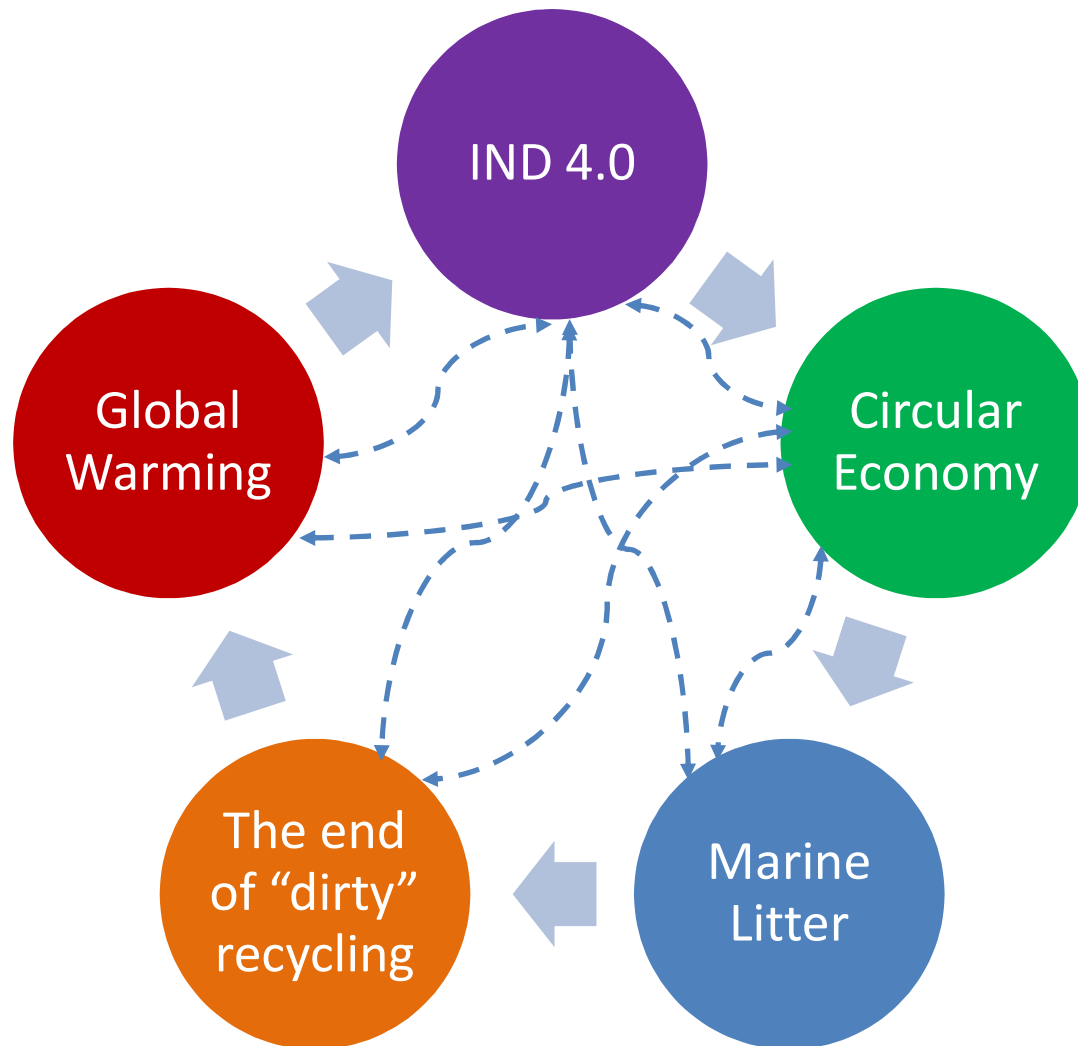 IND 4.0
Global
Warming
Circular
Economy
The end
of “dirty”
recycling
Marine
Litter